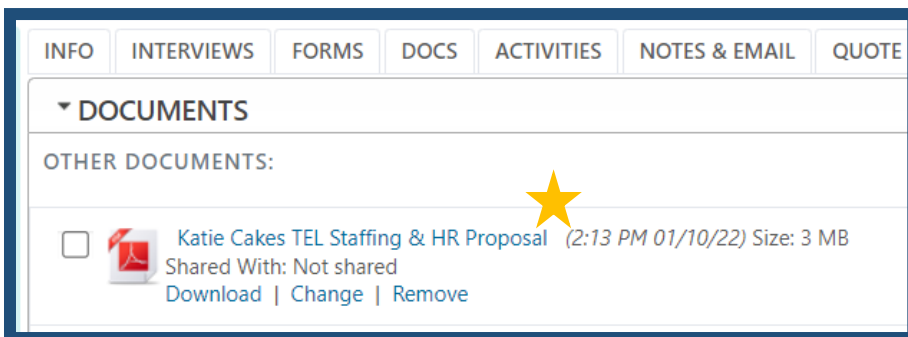 INFO INTERVIEWS FORMS DOCS ACTIVITIES NOTES & EMAIL QUOTE
DOCUMENTS
OTHER DOCUMENTS:
Katie Cakes TEL Staffing & HR Proposal (2:13 PM 01/10/22) Size: 3 MB
Shared With: Not shared
Download | Change | Remove